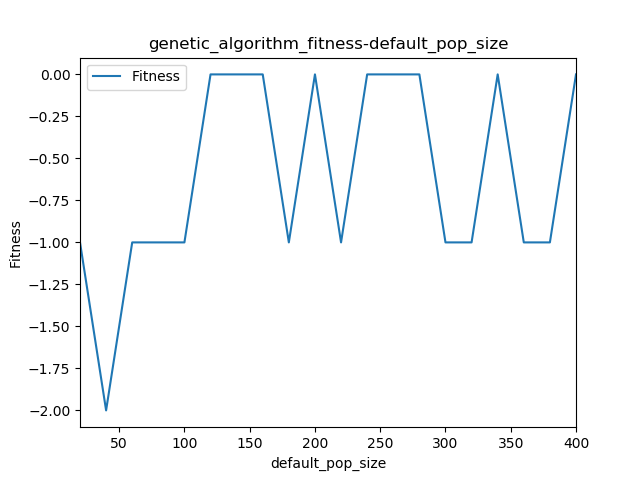 genetic_algorithm_fitness-default_pop_size
Fitness
0.00
−0.25
−0.50
−0.75
−1.00
−1.25
−1.50
−1.75
−2.00
Fitness
50 100 150 200 250 300 350 400
default_pop_size